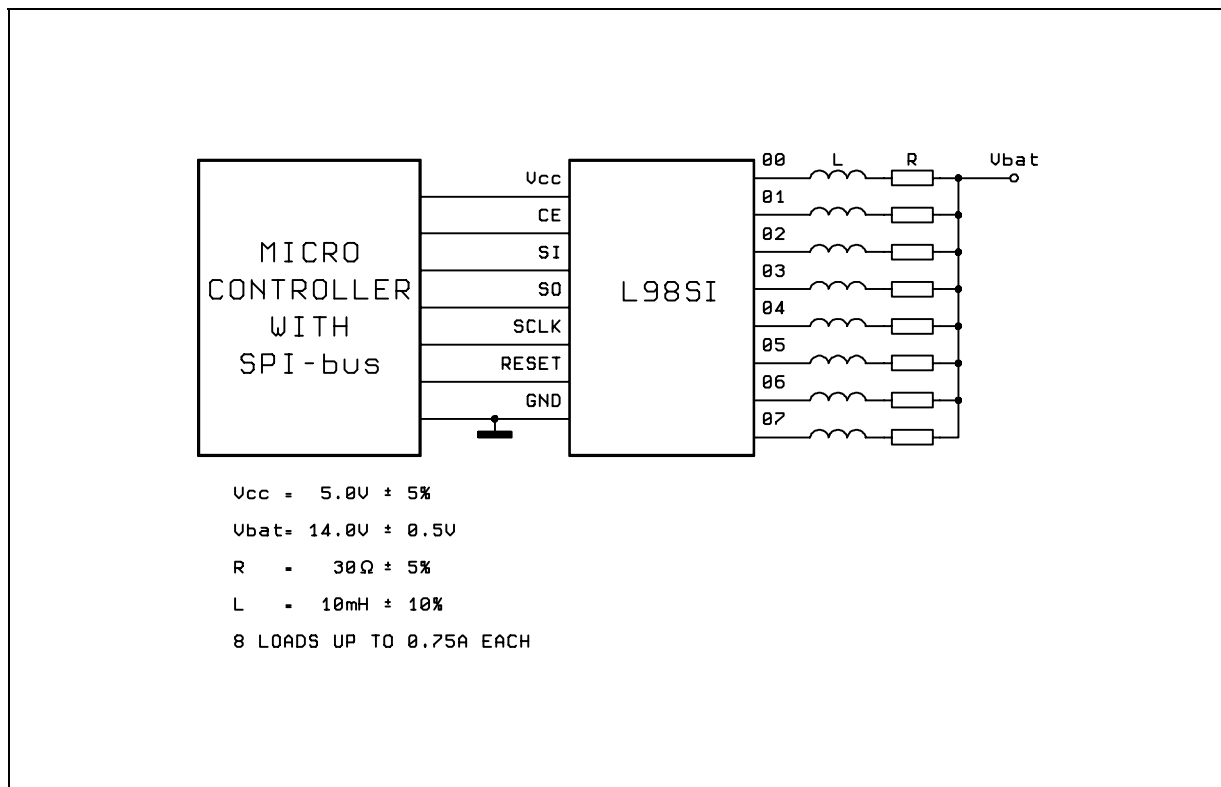 00 L R Vbat
Vcc
01
CE
02
MICRO
SI
03
CONTROLLER
SO
L98SI
04
WITH
SCLK
05
SPI-bus
RESET
06
GND
07
Vcc = 5.0V ± 5%
Vbat= 14.0V ± 0.5V
R = 30Ω ± 5%
L = 10mH ± 10%
8 LOADS UP TO 0.75A EACH